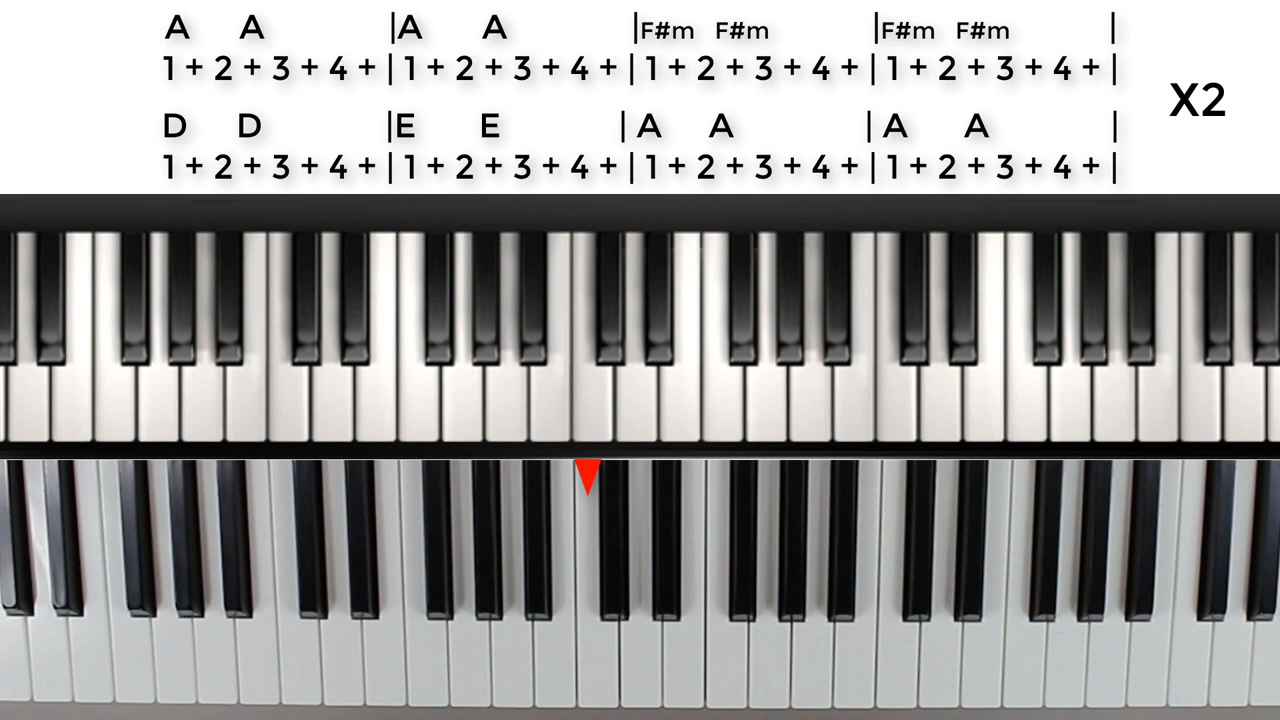 A A |A A |F#m F#m |F#m F#m |
1 + 2 + 3 + 4 + | 1 + 2 + 3 + 4 + | 1 + 2 + 3 + 4 + | 1 + 2 + 3 + 4 + |
X2
D D |E E | A A | A A |
1 + 2 + 3 + 4 + | 1 + 2 + 3 + 4 + | 1 + 2 + 3 + 4 + | 1 + 2 + 3 + 4 + |